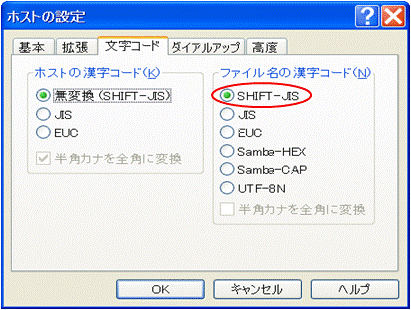 ホストの設定
基本 拡張 文字コード ダイアルアップ 高度
ホストの漢字コード(K)
無変換(SHIFT-JIS)
JIS
EUC
半角カナを全角に変換
ファイル名の漢字コード(N)
SHIFT-JIS
JIS
EUC
Samba-HEX
Samba-CAP
UTF-8N
半角カナを全角に変換
OK キャンセル ヘルプ